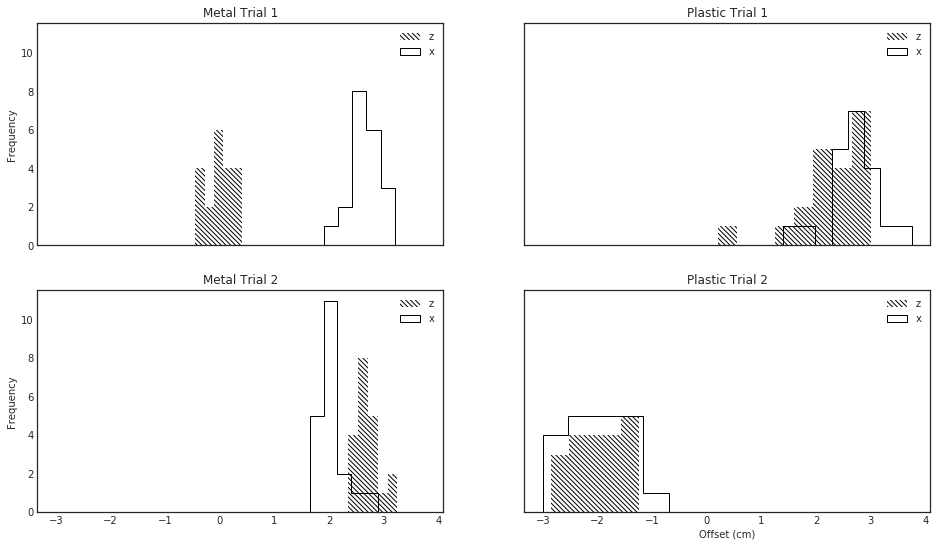 Metal Trial 1
Plastic Trial 1
z
x
z
x
10
8
6
4
2
0
Frequency
Metal Trial 2
Plastic Trial 2
z
x
z
x
10
8
6
4
2
0
Frequency
−3 −2 −1 0 1 2 3 4
−3 −2 −1 0 1 2 3 4
Offset (cm)